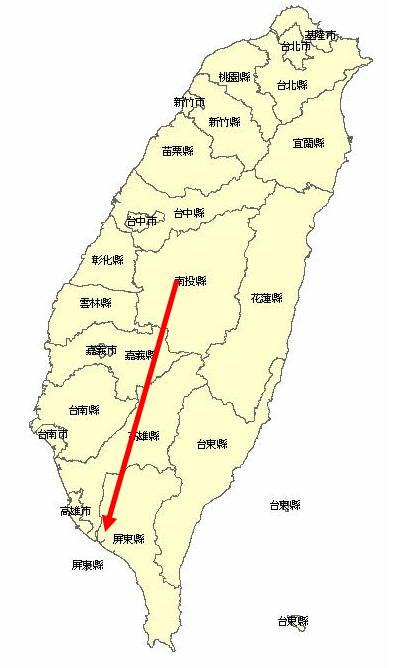 基隆市
台北市
桃園縣
台北縣
新竹市
新竹縣
宜蘭縣
苗栗縣
台中縣
台中市
彰化縣
南投縣
花蓮縣
雲林縣
嘉義市
嘉義縣
台南縣
台南市
高雄縣
台東縣
台東縣
高雄市
屏東縣
屏東縣
台東縣